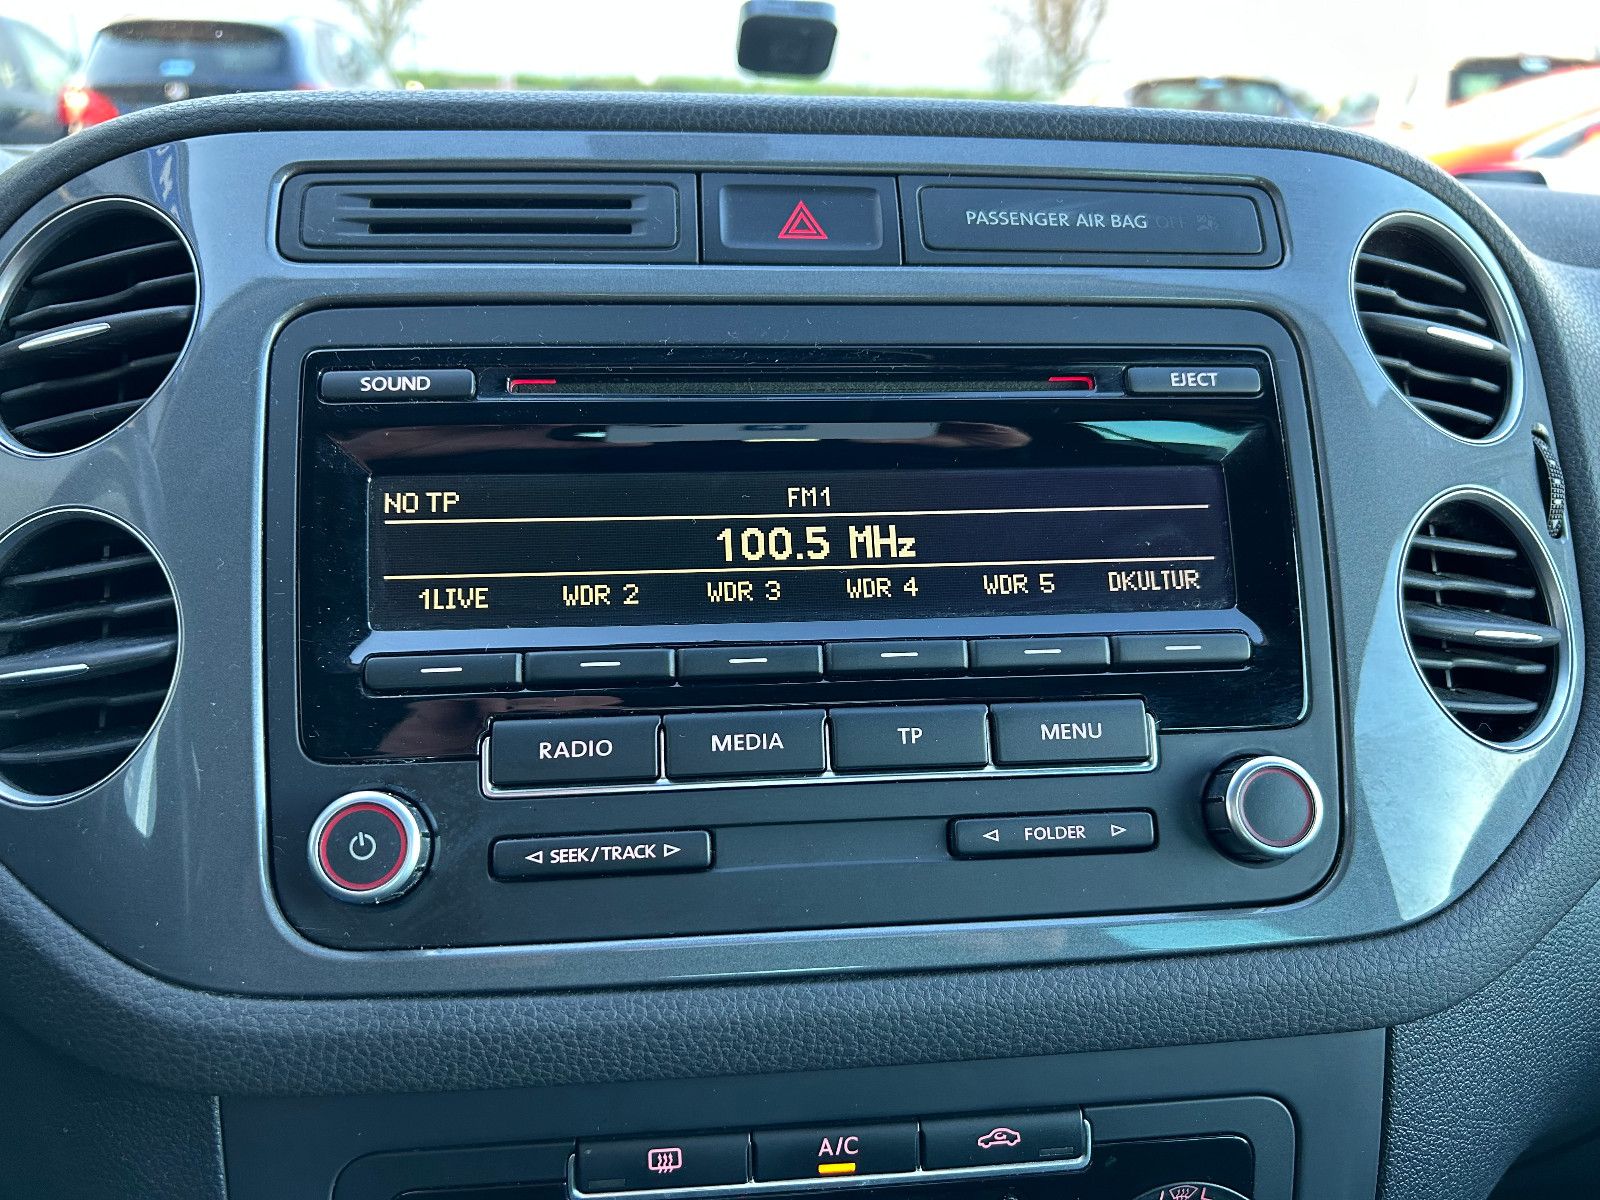 PASSENGER AIR BAG OFF
SOUND
EJECT
NO TP
FM1
100.5 MHz
1LIVE WDR 2 WDR 3 WDR 4 WDR 5 DKULTUR
RADIO
MEDIA
TP
MENU
SEEK/TRACK
FOLDER
A/C